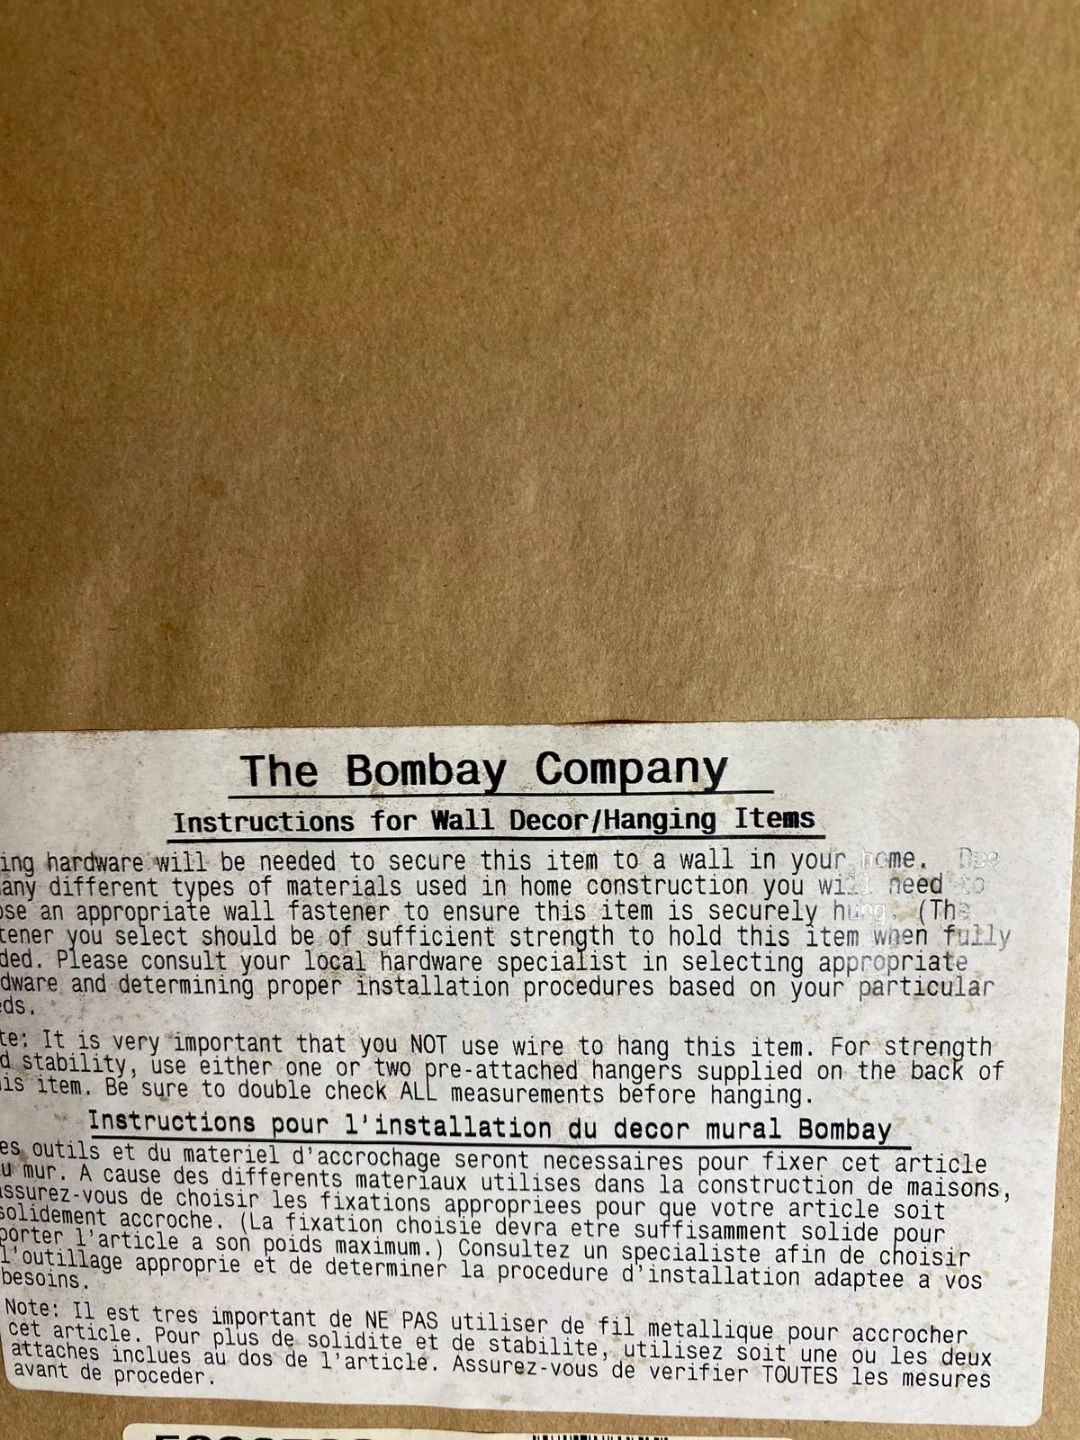 The Bombay Company
Instructions for Wall Decor/Hanging Items
ing hardware will be needed to secure this item to a wall in your home. Due
any different types of materials used in home construction you will need to
ose an appropriate wall fastener to ensure this item is securely hung. (The
tener you select should be of sufficient strength to hold this item when fully
ded. Please consult your local hardware specialist in selecting appropriate
dware and determining proper installation procedures based on your particular
eds.
te: It is very important that you NOT use wire to hang this item. For strength
d stability, use either one or two pre-attached hangers supplied on the back of
is item. Be sure to double check ALL measurements before hanging.
Instructions pour l'installation du decor mural Bombay
es outils et du materiel d'accrochage seront necessaires pour fixer cet article
u mur. A cause des differents materiaux utilises dans la construction de maisons,
assurez-vous de choisir les fixations appropriees pour que votre article soit
solidement accroche. (La fixation choisie devra etre suffisamment solide pour
porter l'article a son poids maximum.) Consultez un specialiste afin de choisir
l'outillage approprie et de determiner la procedure d'installation adaptee a vos
besoins.
Note: Il est tres important de NE PAS utiliser de fil metallique pour accrocher
cet article. Pour plus de solidite et de stabilite, utilisez soit une ou les deux
attaches inclues au dos de l'article. Assurez-vous de verifier TOUTES les mesures
avant de proceder.